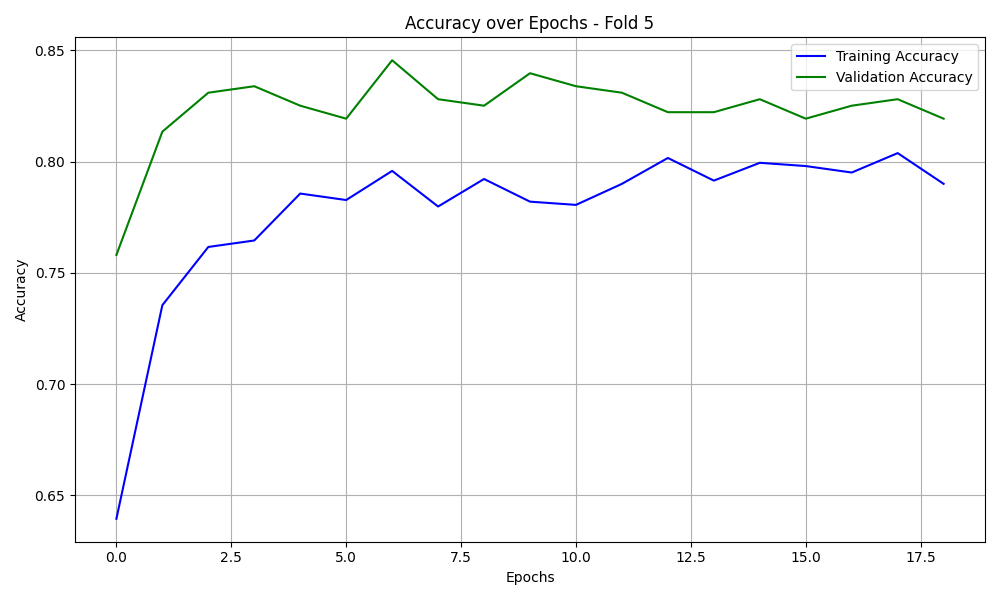 Accuracy over Epochs - Fold 5
Training Accuracy
Validation Accuracy
Accuracy
0.85
0.80
0.75
0.70
0.65
0.0 2.5 5.0 7.5 10.0 12.5 15.0 17.5
Epochs